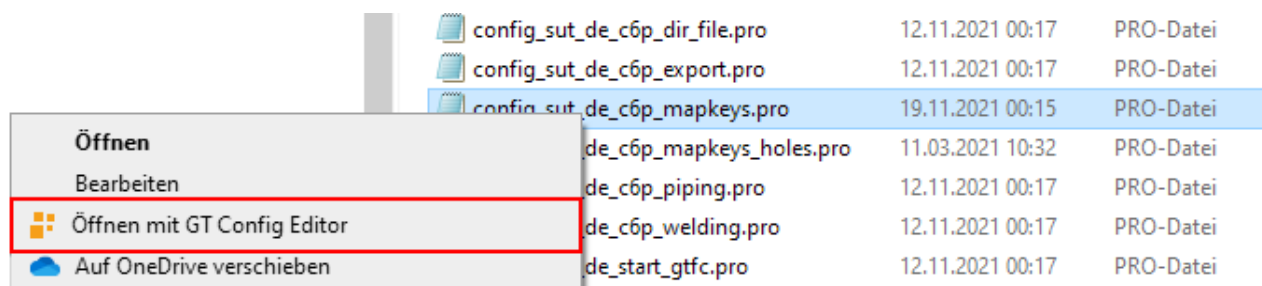 config_sut_de_c6p_dir_file.pro 12.11.2021 00:17 PRO-Datei
config_sut_de_c6p_export.pro 12.11.2021 00:17 PRO-Datei
config_sut_de_c6p_mapkeys.pro 19.11.2021 00:15 PRO-Datei
Öffnen
de_c6p_mapkeys_holes.pro 11.03.2021 10:32 PRO-Datei
Bearbeiten
de_c6p_piping.pro 12.11.2021 00:17 PRO-Datei
Öffnen mit GT Config Editor
de_c6p_welding.pro 12.11.2021 00:17 PRO-Datei
Auf OneDrive verschieben
de_start_gtfc.pro 12.11.2021 00:17 PRO-Datei